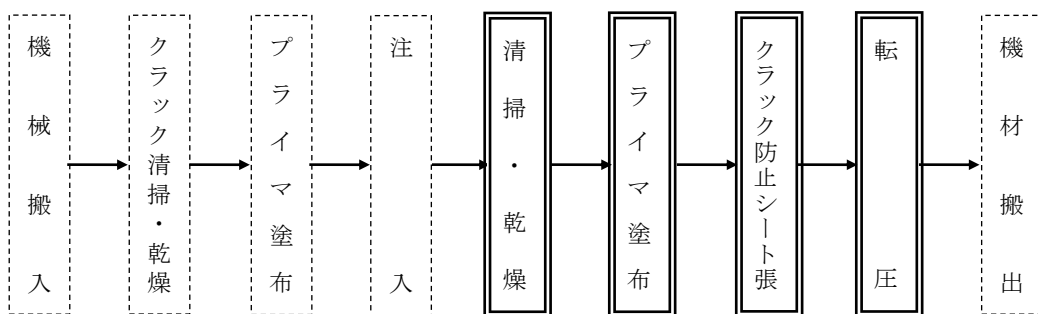 機械搬入
クラック清掃・乾燥
プライマ塗布
注入
清掃・乾燥
プライマ塗布
クラック防止シート張
転圧
機材搬出